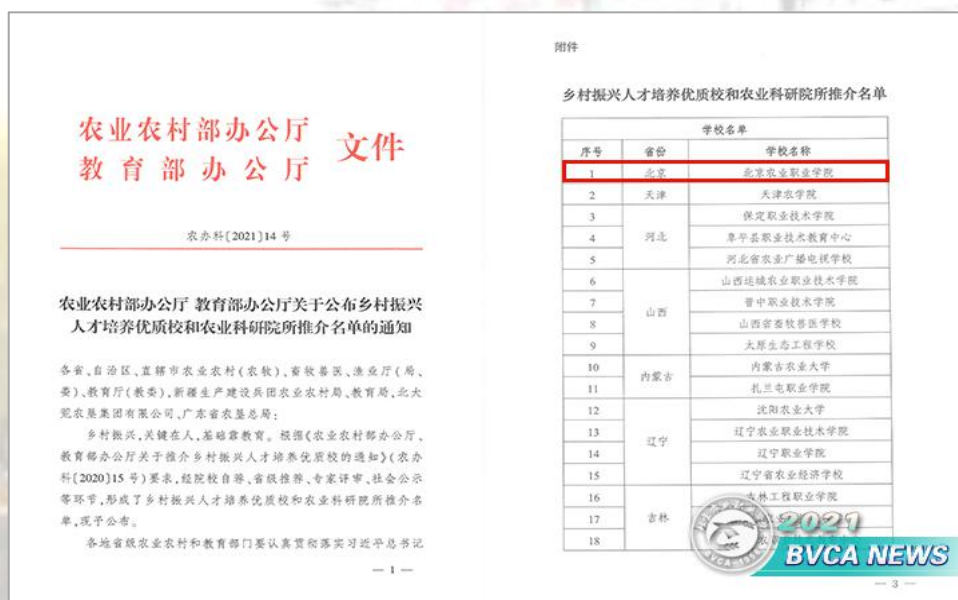 农业农村部办公厅
教育部办公厅
文件
农办科〔2021〕14 号
农业农村部办公厅 教育部办公厅关于公布乡村振兴
人才培养优质校和农业科研院所推介名单的通知
各省、自治区、直辖市农业农村(农牧)、畜牧兽医、渔业厅(局、
委)、教育厅(教委),新疆生产建设兵团农业农村局、教育局,北大
荒农垦集团有限公司、广东省农垦总局:
乡村振兴,关键在人,基础靠教育。根据《农业农村部办公厅、
教育部办公厅关于推介乡村振兴人才培养优质校的通知》(农办
科〔2020〕15 号)要求,经院校自荐、省级推荐、专家评审、社会公示
等环节,形成了乡村振兴人才培养优质校和农业科研院所推介名
单,现予公布。
各地省级农业农村和教育部门要认真贯彻落实习近平总书记
— 1 —
附件
乡村振兴人才培养优质校和农业科研院所推介名单
学校名单
序号 省份 学校名称
1 北京 北京农业职业学院
2 天津 天津农学院
3 保定职业技术学院
4 河北 阜平县职业技术教育中心
5 河北省农业广播电视学校
6 山西运城农业职业技术学院
7 晋中职业技术学院
山西
8 山西省畜牧兽医学校
9 太原生态工程学校
10 内蒙古农业大学
内蒙古
11 扎兰屯职业学院
12 沈阳农业大学
13 辽宁农业职业技术学院
辽宁
14 辽宁职业学院
15 辽宁省农业经济学校
16 吉林工程职业学院
17 吉林
18
2021
BVCA NEWS
— 3 —